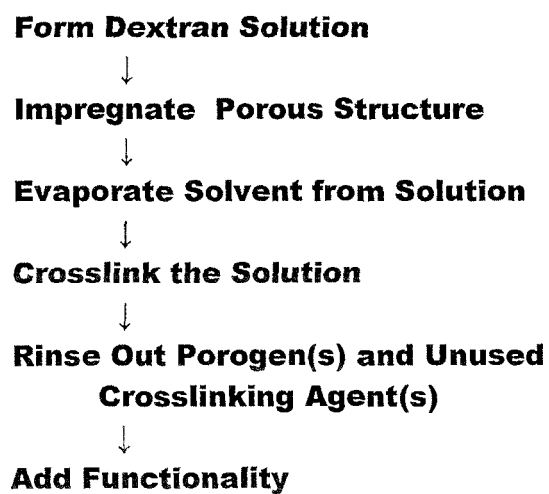 Form Dextran Solution
↓
Impregnate Porous Structure
↓
Evaporate Solvent from Solution
↓
Crosslink the Solution
↓
Rinse Out Porogen(s) and Unused
Crosslinking Agent(s)
↓
Add Functionality